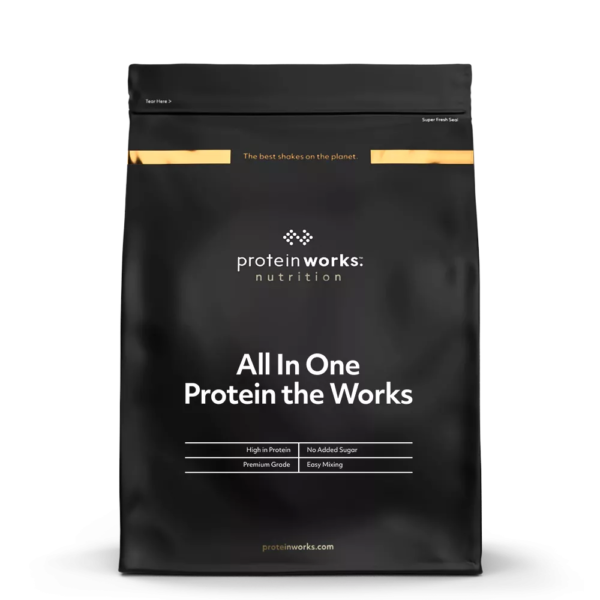 Tear Here >
Super Fresh Seal
The best shakes on the planet.
protein works™
nutrition
All In One
Protein the Works
High in Protein No Added Sugar
Premium Grade Easy Mixing
proteinworks.com